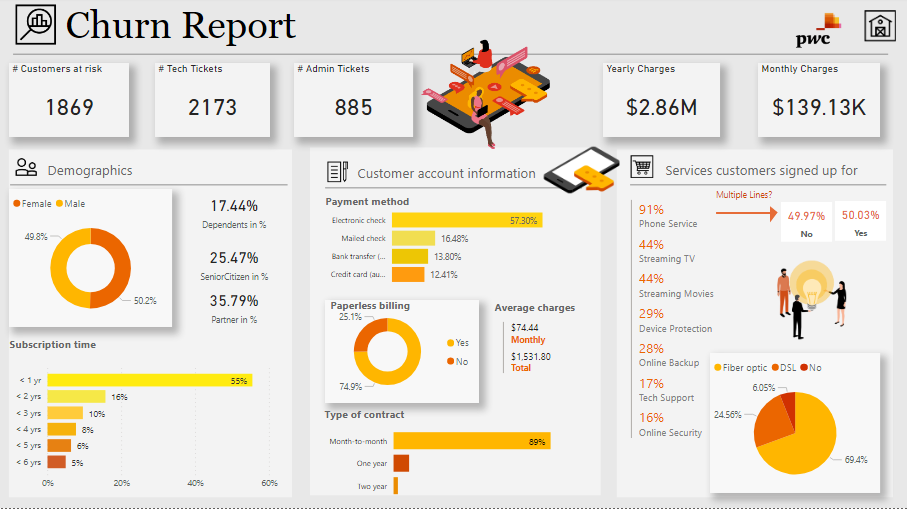 Churn Report
pwc
# Customers at risk
1869
# Tech Tickets
2173
# Admin Tickets
885
Yearly Charges
$2.86M
Monthly Charges
$139.13K
Demographics
Female Male
49.8%
50.2%
17.44%
Dependents in %
25.47%
SeniorCitizen in %
35.79%
Partner in %
Subscription time
< 1 yr 55%
< 2 yrs 16%
< 3 yrs 10%
< 4 yrs 8%
< 5 yrs 6%
< 6 yrs 5%
0% 20% 40% 60%
Customer account information
Payment method
Electronic check 57.30%
Mailed check 16.48%
Bank transfer (... 13.80%
Credit card (au... 12.41%
Paperless billing
25.1%
74.9%
Yes
No
Average charges
$74.44
Monthly
$1,531.80
Total
Type of contract
Month-to-month 89%
One year
Two year
Services customers signed up for
91%
Phone Service
44%
Streaming TV
44%
Streaming Movies
29%
Device Protection
28%
Online Backup
17%
Tech Support
16%
Online Security
Multiple Lines?
49.97%
No
50.03%
Yes
Fiber optic DSL No
6.05%
24.56%
69.4%